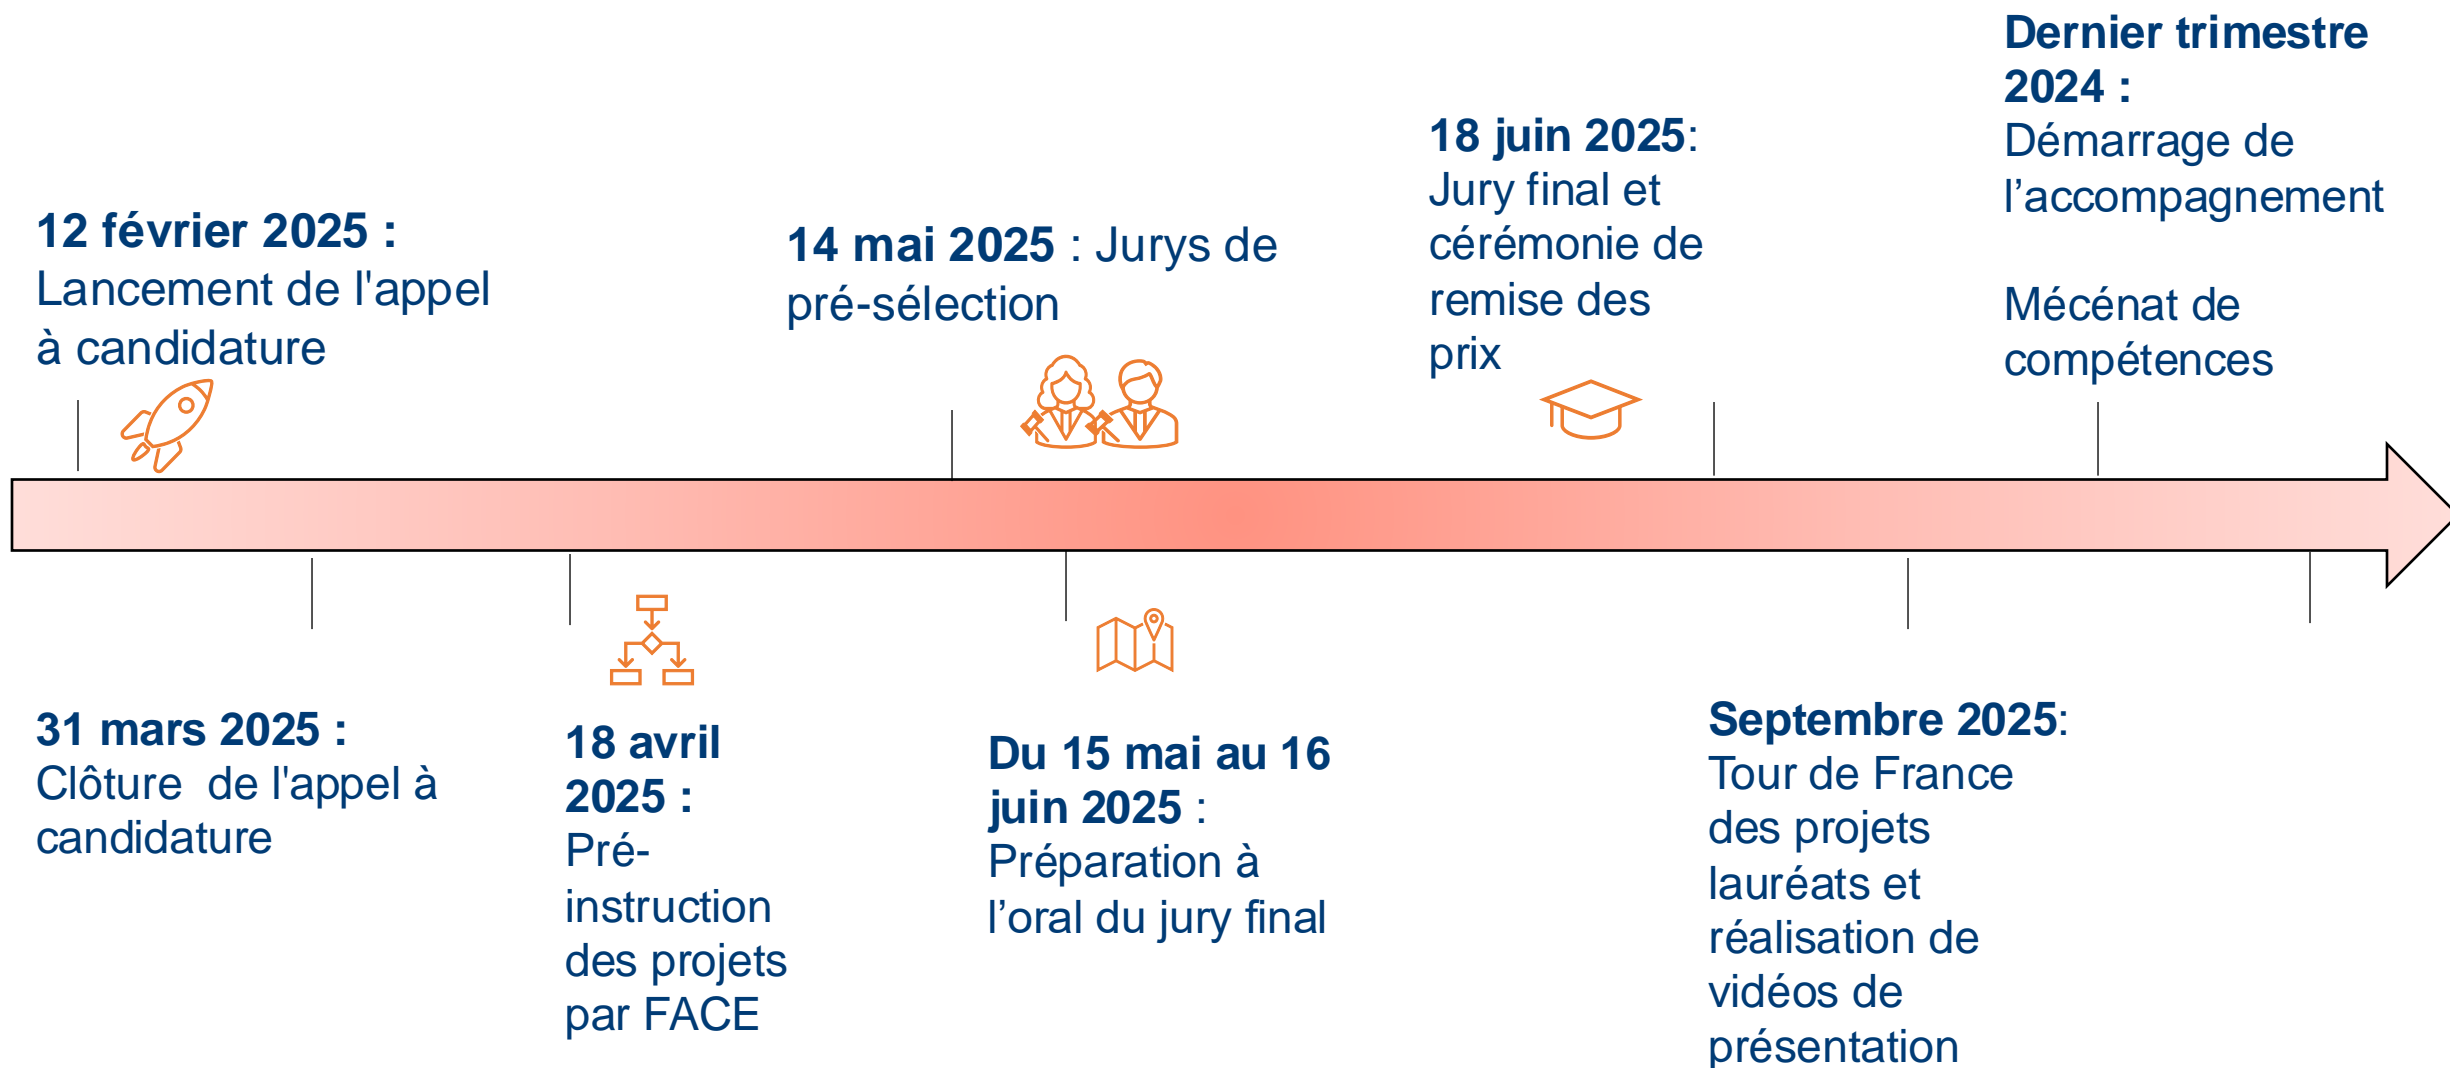 12 février 2025 :
Lancement de l'appel
à candidature
14 mai 2025 : Jurys de
pré-sélection
18 juin 2025:
Jury final et
cérémonie de
remise des
prix
Dernier trimestre
2024 :
Démarrage de
l’accompagnement
Mécénat de
compétences
31 mars 2025 :
Clôture  de l'appel à
candidature
18 avril
2025 :
Pré-
instruction
des projets
par FACE
Du 15 mai au 16
juin 2025 :
Préparation à
l’oral du jury final
Septembre 2025:
Tour de France
des projets
lauréats et
réalisation de
vidéos de
présentation